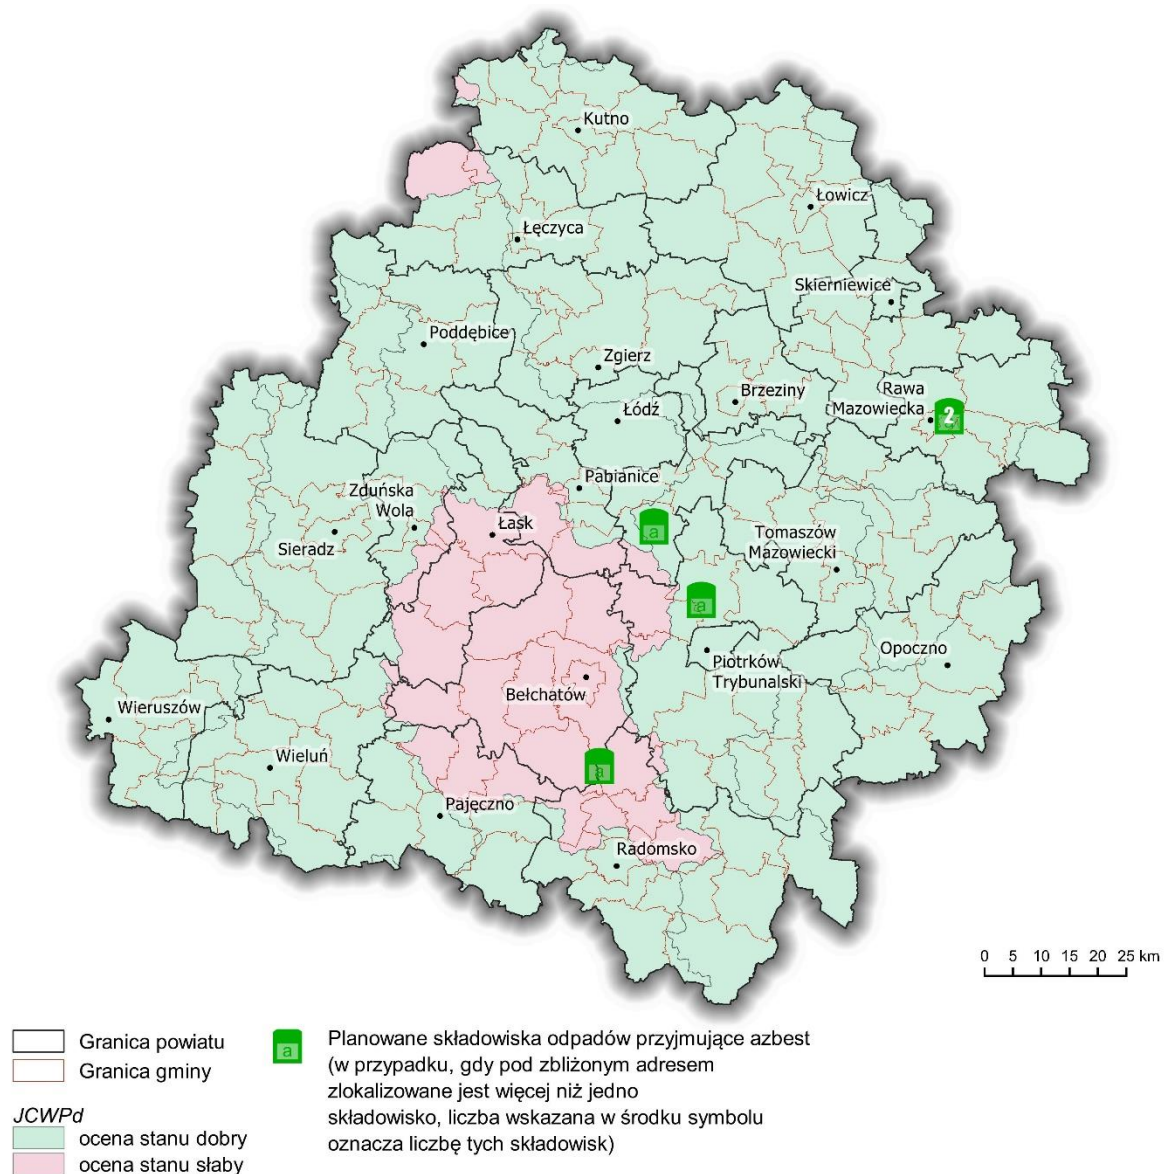 Kutno
Łowicz
Łęczyca
Skierniewice
Poddębice
Zgierz
Rawa
Mazowiecka
2
Brzeziny
Łódź
Pabianice
Zduńska
Wola
Łask
a
Sieradz
Tomaszów
Mazowiecki
a
Opoczno
Piotrków
Trybunalski
Bełchatów
Wieruszów
Wieluń
a
Pajęczno
Radomsko
0 5 10 15 20 25 km
Granica powiatu
Granica gminy
JCWPd
ocena stanu dobry
ocena stanu słaby
a
Planowane składowiska odpadów przyjmujące azbest
(w przypadku, gdy pod zbliżonym adresem
zlokalizowane jest więcej niż jedno
składowisko, liczba wskazana w środku symbolu
oznacza liczbę tych składowisk)